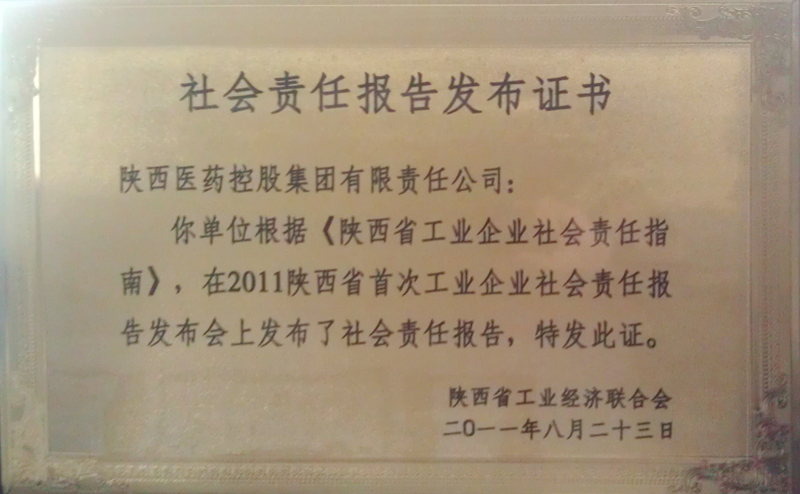 社会责任报告发布证书
陕西医药控股集团有限责任公司：
你单位根据《陕西省工业企业社会责任指
南》，在2011陕西省首次工业企业社会责任报
告发布会上发布了社会责任报告，特发此证。
陕西省工业经济联合会
二〇一一年八月二十三日